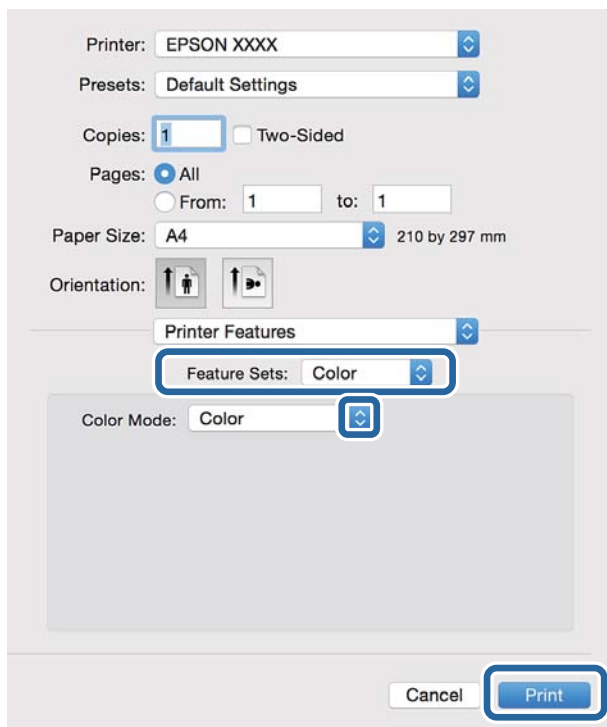 Printer: EPSON XXXX
Presets: Default Settings
Copies: 1 Two-Sided
Pages: All
From: 1 to: 1
Paper Size: A4 210 by 297 mm
Orientation:
Printer Features
Feature Sets: Color
Color Mode: Color
Cancel Print